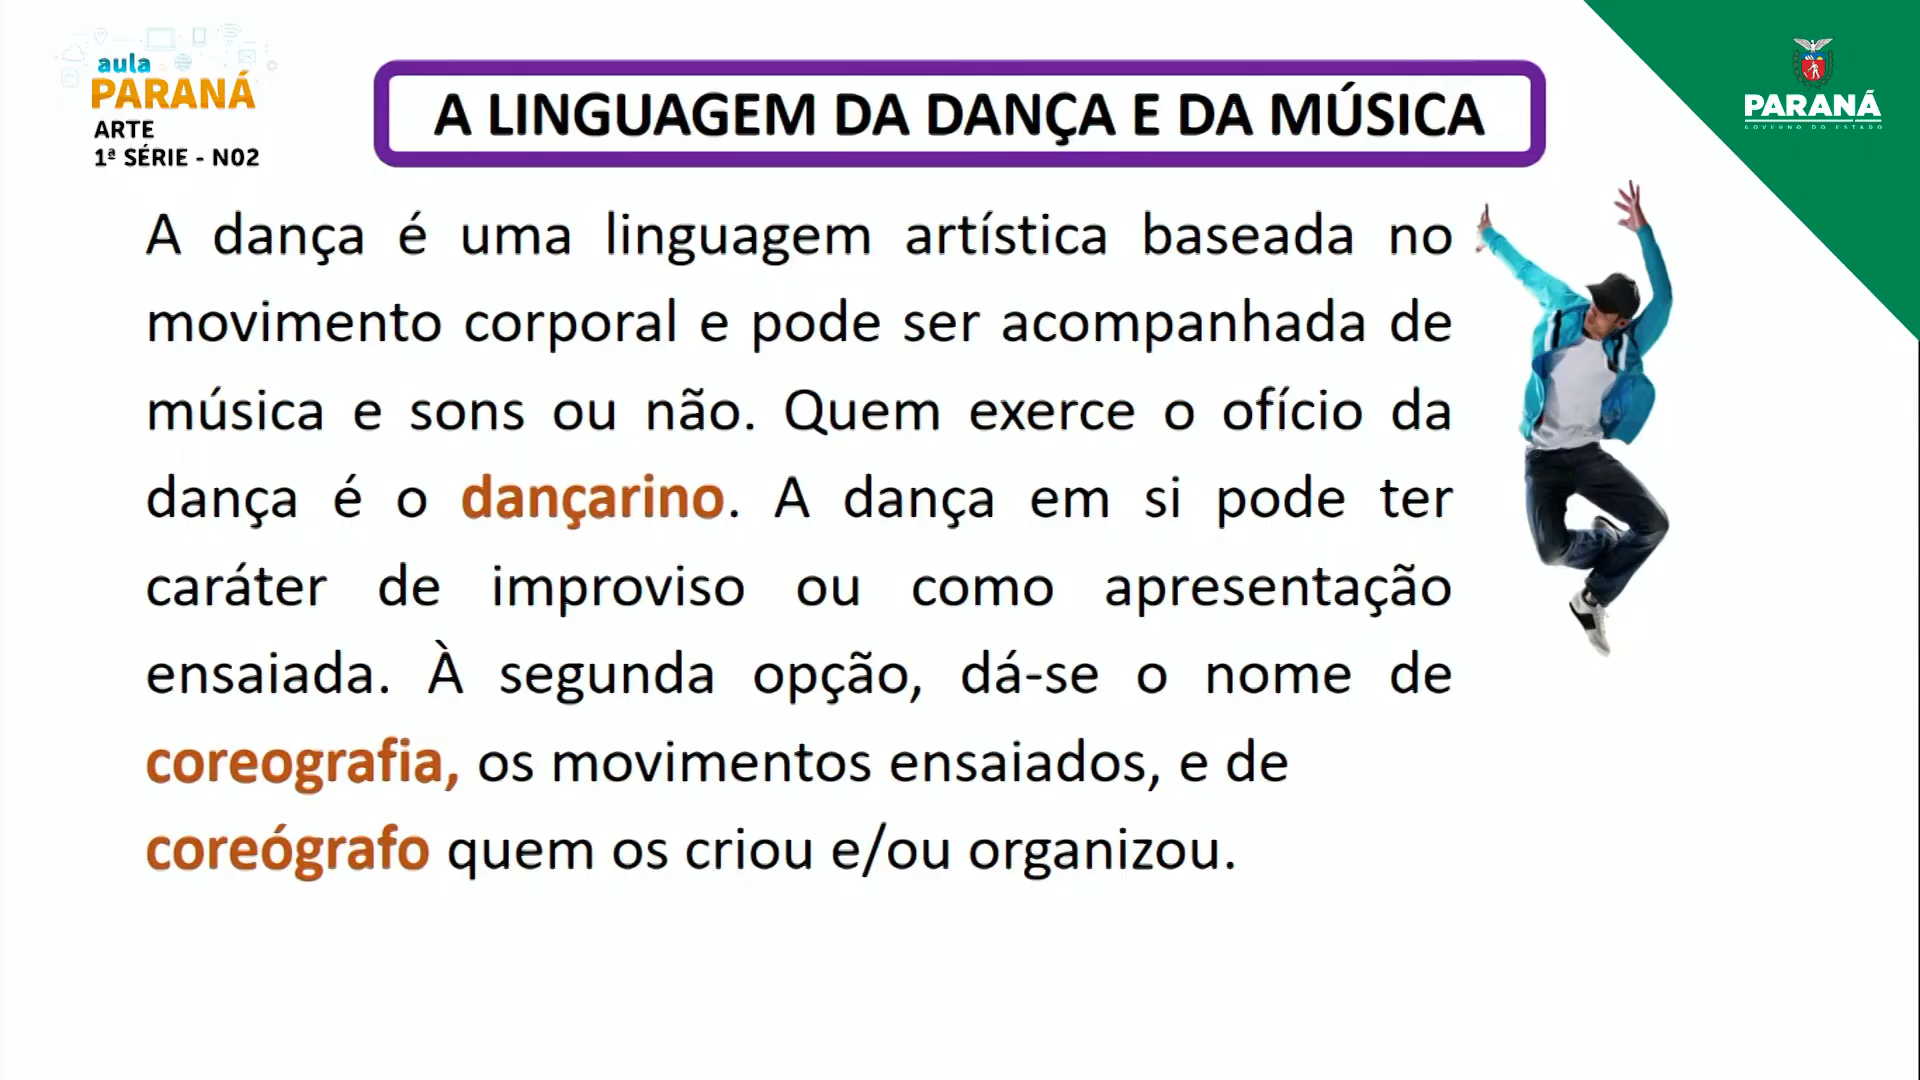 aula
PARANÁ
ARTE
1ª SÉRIE - N02
A LINGUAGEM DA DANÇA E DA MÚSICA
PARANÁ
GOVERNO DO ESTADO
A dança é uma linguagem artística baseada no
movimento corporal e pode ser acompanhada de
música e sons ou não. Quem exerce o ofício da
dança é o dançarino. A dança em si pode ter
caráter de improviso ou como apresentação
ensaiada. À segunda opção, dá-se o nome de
coreografia, os movimentos ensaiados, e de
coreógrafo quem os criou e/ou organizou.